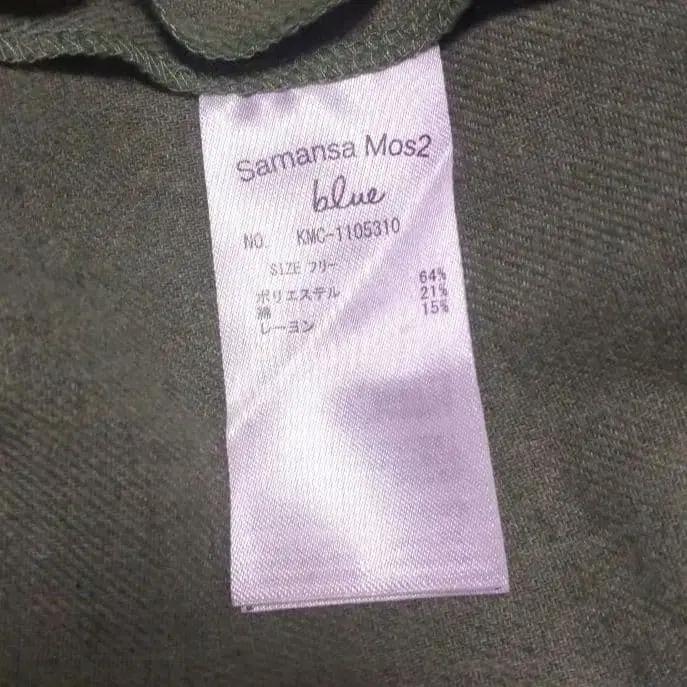 Samansa Mos2
blue
NO. KMC-1105310
SIZE フリー
ポリエステル 64%
綿 21%
レーヨン 15%